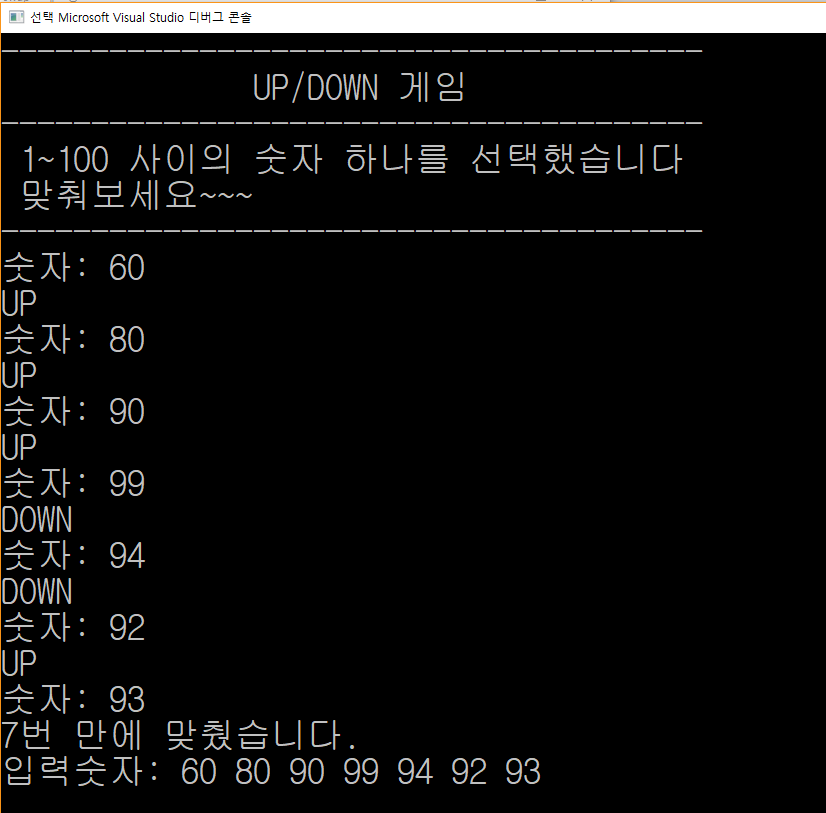 선택 Microsoft Visual Studio 디버그 콘솔
---------------------------------------
UP/DOWN 게임
---------------------------------------
1~100 사이의 숫자 하나를 선택했습니다
맞춰보세요~~~
---------------------------------------
숫자: 60
UP
숫자: 80
UP
숫자: 90
UP
숫자: 99
DOWN
숫자: 94
DOWN
숫자: 92
UP
숫자: 93
7번 만에 맞췄습니다.
입력숫자: 60 80 90 99 94 92 93